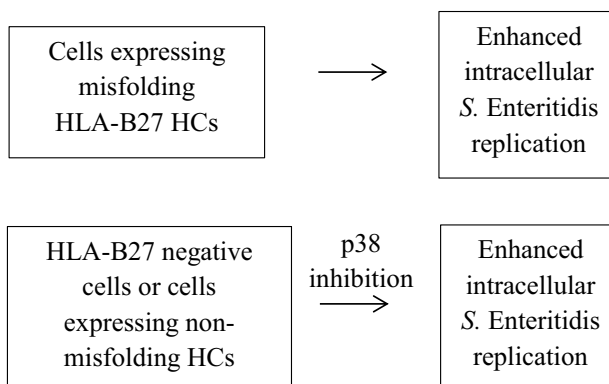 Cells expressing
misfolding
HLA-B27 HCs
Enhanced
intracellular
S. Enteritidis
replication
HLA-B27 negative
cells or cells
expressing non-
misfolding HCs
p38
inhibition
Enhanced
intracellular
S. Enteritidis
replication